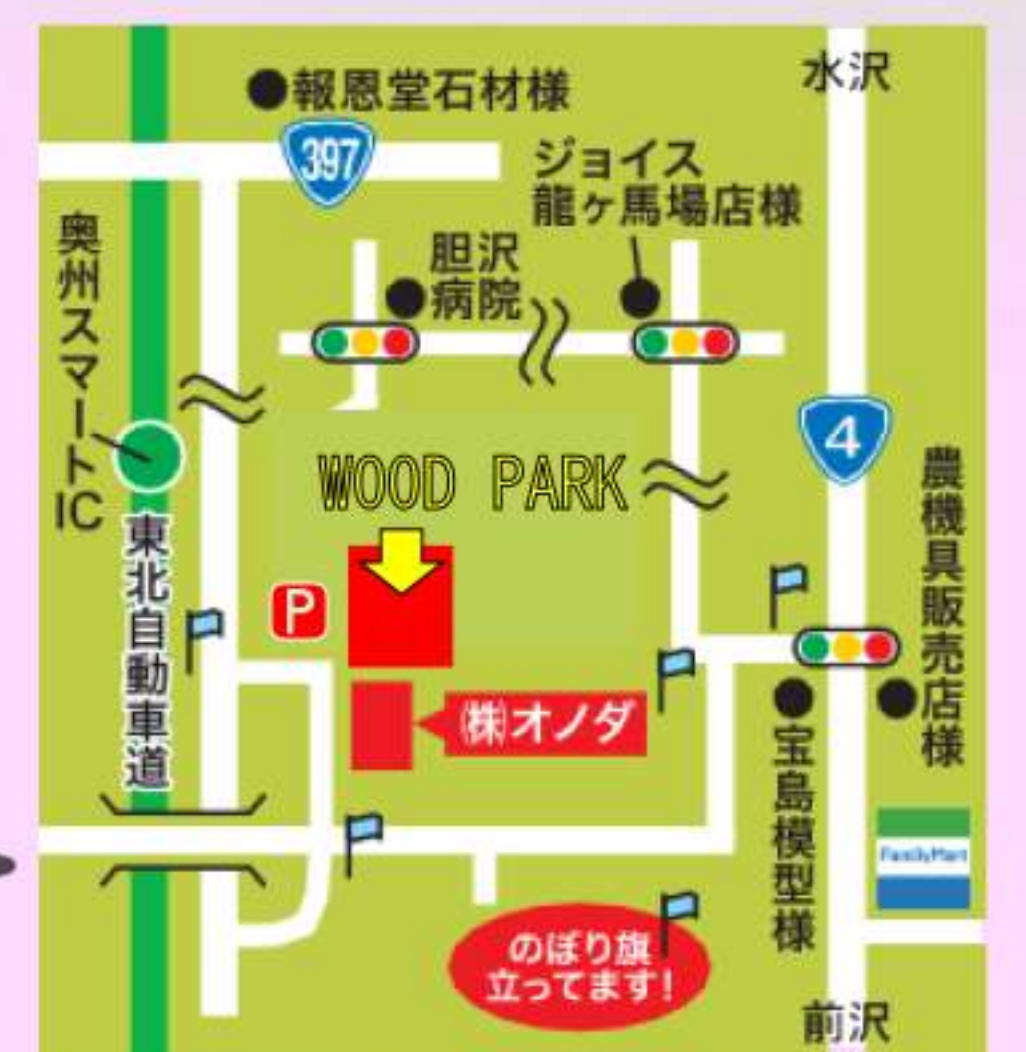 水沢
報恩堂石材様
397
ジョイス
龍ヶ馬場店様
胆沢
病院
奥州スマートIC
4
WOOD PARK
農機具販売店様
東北自動車道
P
㈱オノダ
宝島模型様
FamilyMart
のぼり旗
立ってます!
前沢